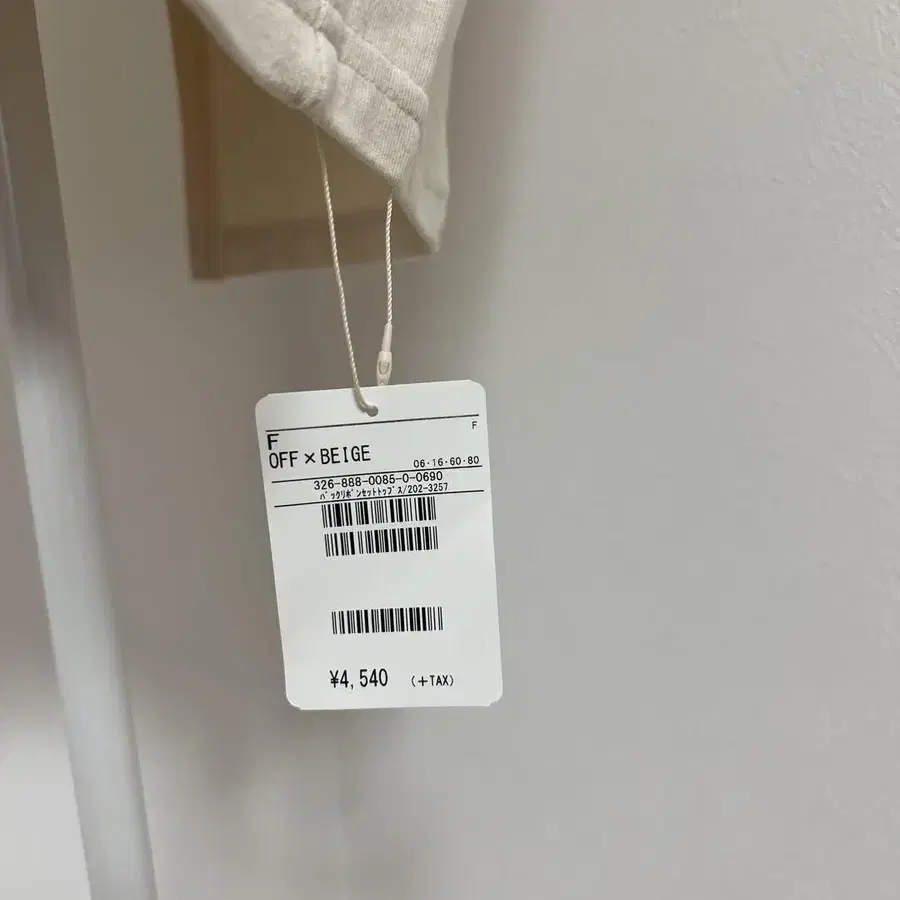 F
F
OFF×BEIGE
06・16・60・80
326-888-0085-0-0690
ﾊﾞｯｸﾘﾎﾞﾝｾｯﾄﾄｯﾌﾟｽ/202-3257
¥4,540 (+TAX)